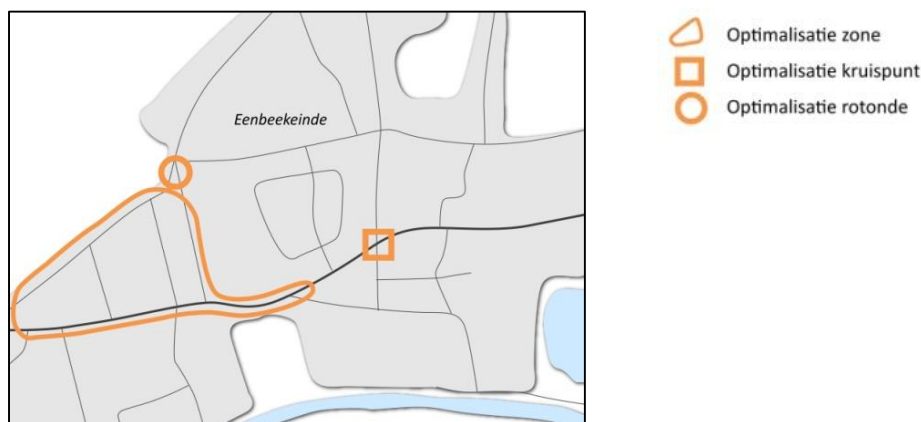 Eenbeekeinde
Optimalisatie zone
Optimalisatie kruispunt
Optimalisatie rotonde